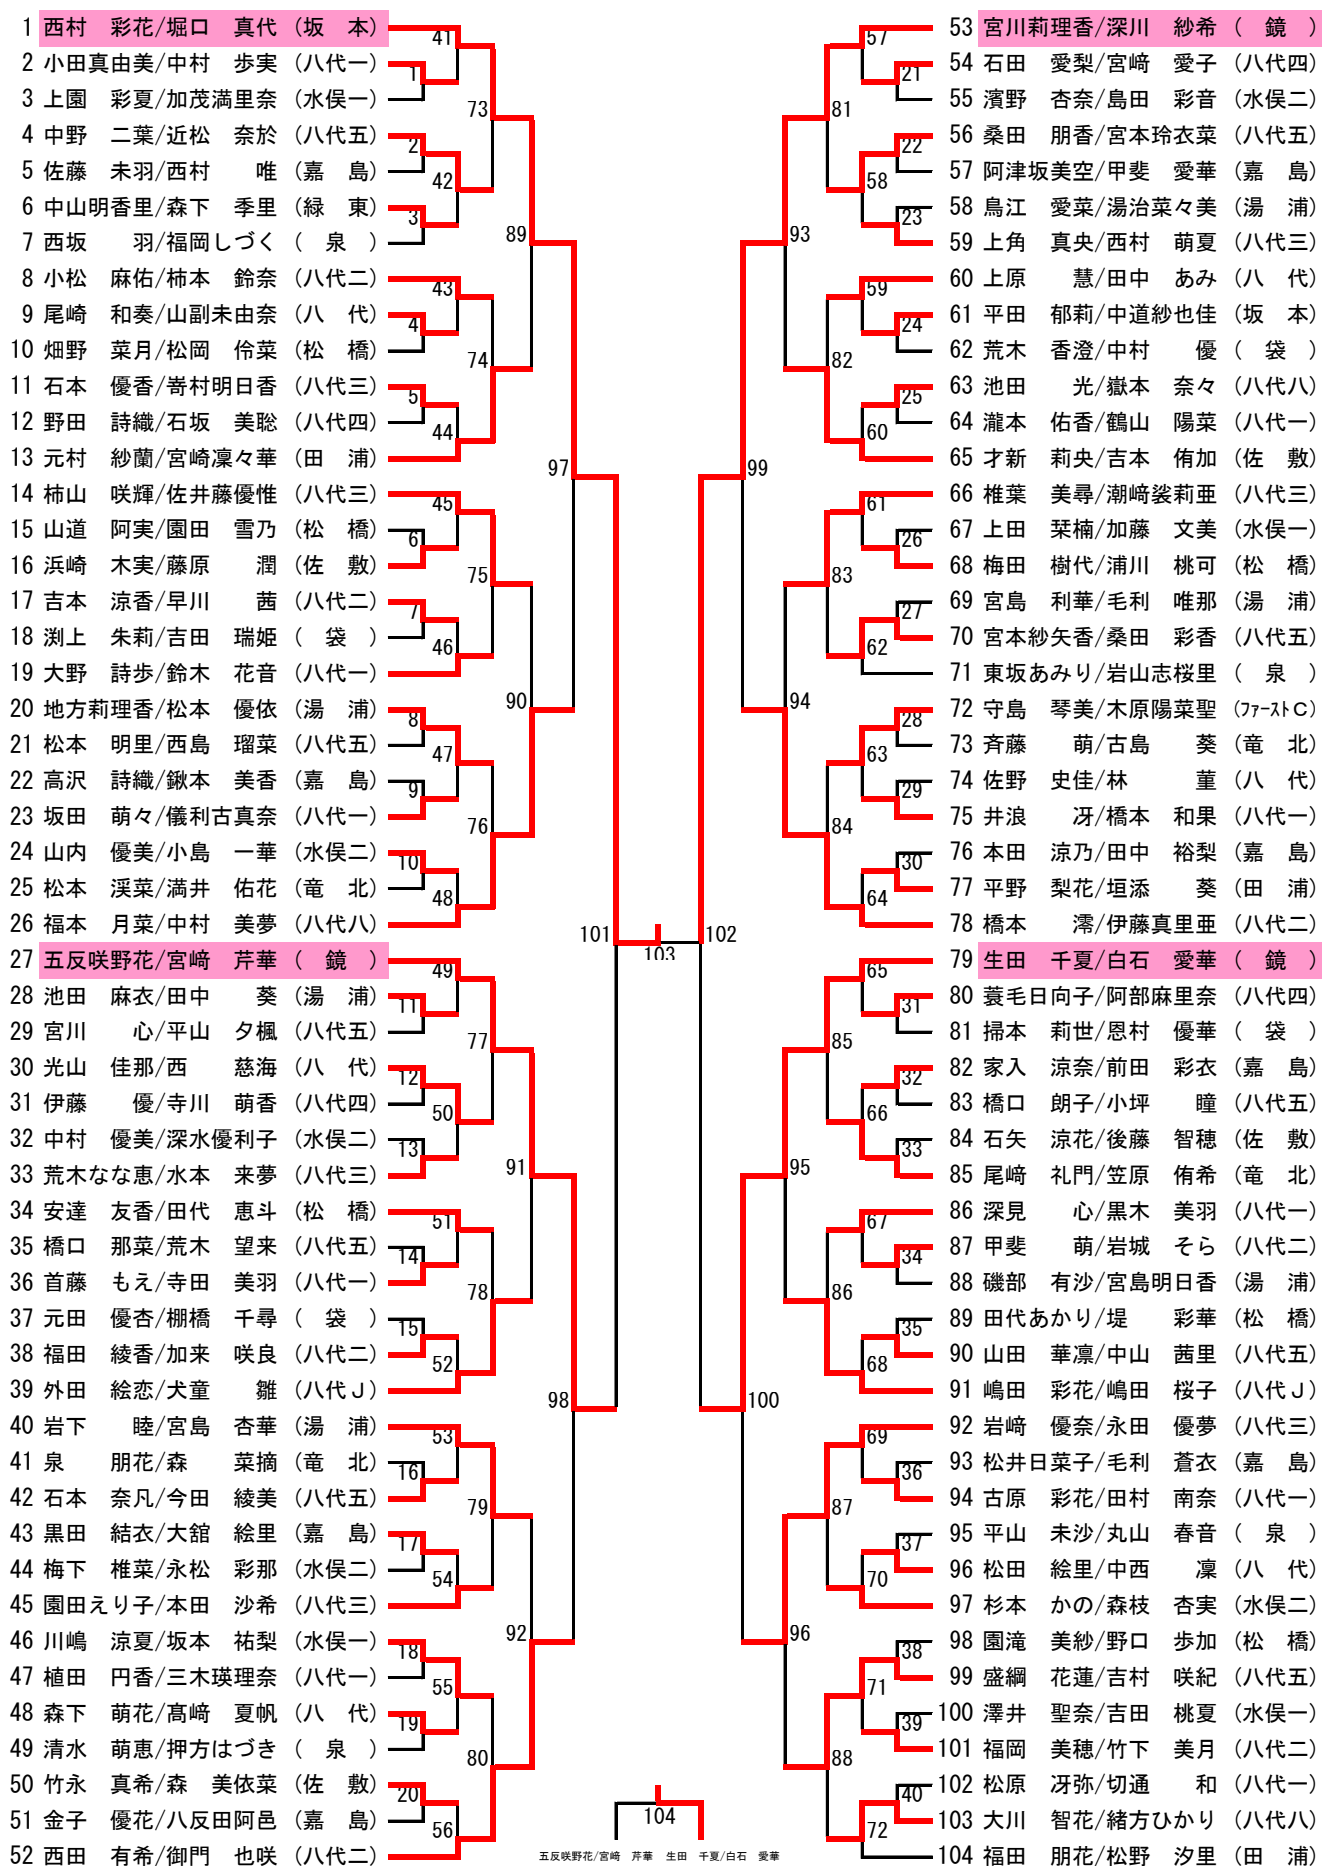 1 西村　彩花/堀口　真代 (坂　本)
2 小田真由美/中村　歩実 (八代一)
3 上園　彩夏/加茂満里奈 (水俣一)
4 中野　二葉/近松　奈於 (八代五)
5 佐藤　未羽/西村　　唯 (嘉　島)
6 中山明香里/森下　季里 (緑　東)
7 西坂　　羽/福岡しづく (　泉　)
8 小松　麻佑/柿本　鈴奈 (八代二)
9 尾崎　和奏/山副未由奈 (八　代)
10 畑野　菜月/松岡　伶菜 (松　橋)
11 石本　優香/嵜村明日香 (八代三)
12 野田　詩織/石坂　美聡 (八代四)
13 元村　紗蘭/宮崎凜々華 (田　浦)
14 柿山　咲輝/佐井藤優惟 (八代三)
15 山道　阿実/園田　雪乃 (松　橋)
16 浜崎　木実/藤原　　潤 (佐　敷)
17 吉本　涼香/早川　　茜 (八代二)
18 渕上　朱莉/吉田　瑞姫 (　袋　)
19 大野　詩歩/鈴木　花音 (八代一)
20 地方莉理香/松本　優依 (湯　浦)
21 松本　明里/西島　瑠菜 (八代五)
22 高沢　詩織/鍬本　美香 (嘉　島)
23 坂田　萌々/儀利古真奈 (八代一)
24 山内　優美/小島　一華 (水俣二)
25 松本　渓菜/満井　佑花 (竜　北)
26 福本　月菜/中村　美夢 (八代八)
27 五反咲野花/宮﨑　芹華 (　鏡　)
28 池田　麻衣/田中　　葵 (湯　浦)
29 宮川　　心/平山　夕楓 (八代五)
30 光山　佳那/西　　慈海 (八　代)
31 伊藤　　優/寺川　萌香 (八代四)
32 中村　優美/深水優利子 (水俣二)
33 荒木なな恵/水本　来夢 (八代三)
34 安達　友香/田代　恵斗 (松　橋)
35 橋口　那菜/荒木　望来 (八代五)
36 首藤　もえ/寺田　美羽 (八代一)
37 元田　優杏/棚橋　千尋 (　袋　)
38 福田　綾香/加来　咲良 (八代二)
39 外田　絵恋/犬童　　雛 (八代Ｊ)
40 岩下　　睦/宮島　杏華 (湯　浦)
41 泉　　朋花/森　　菜摘 (竜　北)
42 石本　奈凡/今田　綾美 (八代五)
43 黒田　結衣/大舘　絵里 (嘉　島)
44 梅下　椎菜/永松　彩那 (水俣二)
45 園田えり子/本田　沙希 (八代三)
46 川嶋　涼夏/坂本　祐梨 (水俣一)
47 植田　円香/三木瑛理奈 (八代一)
48 森下　萌花/髙﨑　夏帆 (八　代)
49 清水　萌恵/押方はづき (　泉　)
50 竹永　真希/森　美依菜 (佐　敷)
51 金子　優花/八反田阿邑 (嘉　島)
52 西田　有希/御門　也咲 (八代二)
41
1
73
2
42
3
89
43
4
74
5
44
97
45
6
75
7
46
90
8
47
9
76
10
48
101
49
11
77
12
50
13
91
51
14
78
15
52
98
53
16
79
17
54
92
18
55
19
80
20
56
103
104
五反咲野花/宮﨑　芹華　生田　千夏/白石　愛華
57
21
81
22
58
23
93
59
24
82
25
60
99
61
26
83
27
62
94
28
63
29
84
30
64
102
65
31
85
32
66
33
95
67
34
86
35
68
100
69
36
87
37
70
96
38
71
39
88
40
72
53 宮川莉理香/深川　紗希 (　鏡　)
54 石田　愛梨/宮﨑　愛子 (八代四)
55 濱野　杏奈/島田　彩音 (水俣二)
56 桑田　朋香/宮本玲衣菜 (八代五)
57 阿津坂美空/甲斐　愛華 (嘉　島)
58 鳥江　愛菜/湯治菜々美 (湯　浦)
59 上角　真央/西村　萌夏 (八代三)
60 上原　　慧/田中　あみ (八　代)
61 平田　郁莉/中道紗也佳 (坂　本)
62 荒木　香澄/中村　　優 (　袋　)
63 池田　　光/嶽本　奈々 (八代八)
64 瀧本　佑香/鶴山　陽菜 (八代一)
65 才新　莉央/吉本　侑加 (佐　敷)
66 椎葉　美尋/潮﨑裟莉亜 (八代三)
67 上田　栞楠/加藤　文美 (水俣一)
68 梅田　樹代/浦川　桃可 (松　橋)
69 宮島　利華/毛利　唯那 (湯　浦)
70 宮本紗矢香/桑田　彩香 (八代五)
71 東坂あみり/岩山志桜里 (　泉　)
72 守島　琴美/木原陽菜聖 (ﾌｧｰｽﾄＣ)
73 斉藤　　萌/古島　　葵 (竜　北)
74 佐野　史佳/林　　　菫 (八　代)
75 井浪　　冴/橋本　和果 (八代一)
76 本田　涼乃/田中　裕梨 (嘉　島)
77 平野　梨花/垣添　　葵 (田　浦)
78 橋本　　澪/伊藤真里亜 (八代二)
79 生田　千夏/白石　愛華 (　鏡　)
80 蓑毛日向子/阿部麻里奈 (八代四)
81 掃本　莉世/恩村　優華 (　袋　)
82 家入　涼奈/前田　彩衣 (嘉　島)
83 橋口　朗子/小坪　　瞳 (八代五)
84 石矢　涼花/後藤　智穂 (佐　敷)
85 尾﨑　礼門/笠原　侑希 (竜　北)
86 深見　　心/黒木　美羽 (八代一)
87 甲斐　　萌/岩城　そら (八代二)
88 磯部　有沙/宮島明日香 (湯　浦)
89 田代あかり/堤　　彩華 (松　橋)
90 山田　華凛/中山　茜里 (八代五)
91 嶋田　彩花/嶋田　桜子 (八代Ｊ)
92 岩﨑　優奈/永田　優夢 (八代三)
93 松井日菜子/毛利　蒼衣 (嘉　島)
94 古原　彩花/田村　南奈 (八代一)
95 平山　未沙/丸山　春音 (　泉　)
96 松田　絵里/中西　　凜 (八　代)
97 杉本　かの/森枝　杏実 (水俣二)
98 園滝　美紗/野口　歩加 (松　橋)
99 盛綱　花蓮/吉村　咲紀 (八代五)
100 澤井　聖奈/吉田　桃夏 (水俣一)
101 福岡　美穂/竹下　美月 (八代二)
102 松原　冴弥/切通　　和 (八代一)
103 大川　智花/緒方ひかり (八代八)
104 福田　朋花/松野　汐里 (田　浦)